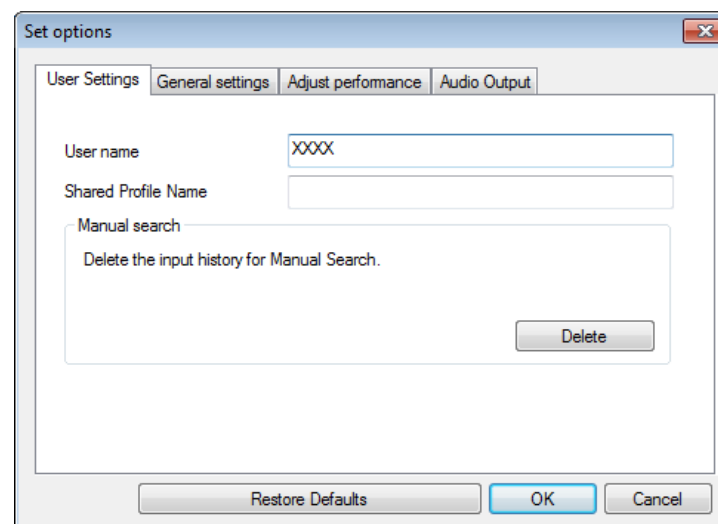 Set options
User Settings General settings Adjust performance Audio Output
User name XXXX
Shared Profile Name
Manual search
Delete the input history for Manual Search.
Delete
Restore Defaults OK Cancel